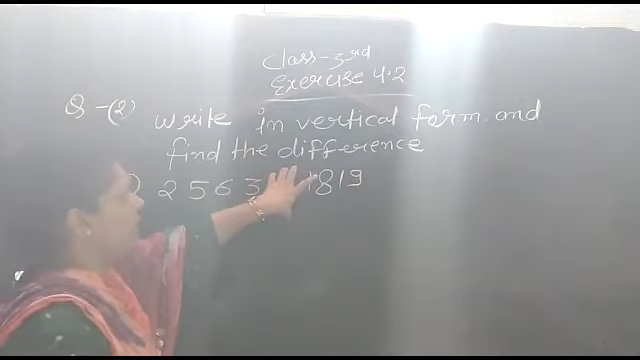 Class-3rd
Exercise 4.2
Q-(2) write in vertical form and
find the difference
) 2563 1819